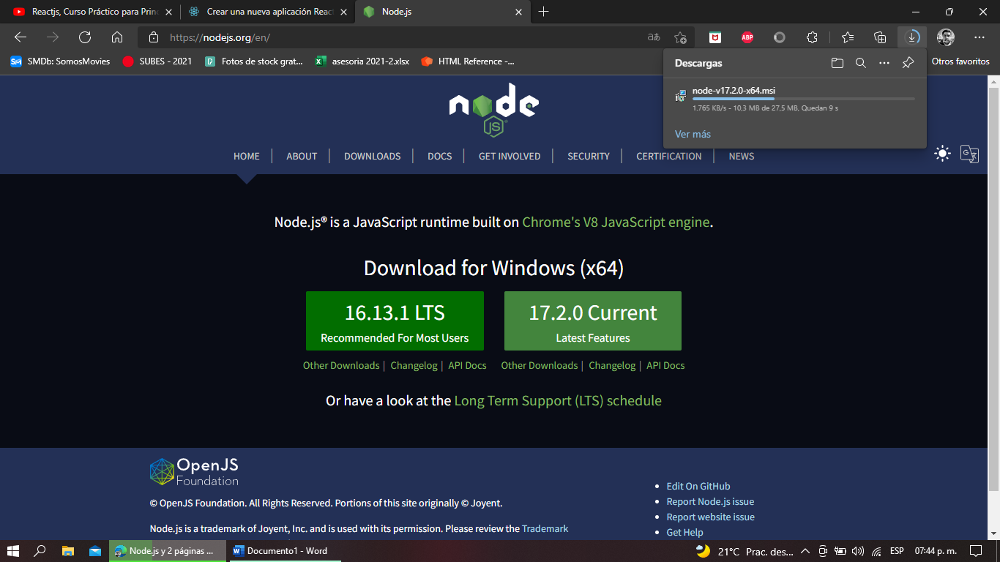 Reactjs, Curso Práctico para Princ
Crear una nueva aplicación React
Node.js
https://nodejs.org/en/
aあ
ABP
SM SMDb: SomosMovies
SUBES - 2021
Fotos de stock grat...
asesoria 2021-2.xlsx
HTML Reference -...
Otros favoritos
Descargas
node-v17.2.0-x64.msi
1.765 KB/s - 10,3 MB de 27,5 MB, Quedan 9 s
Ver más
node
JS
HOME
ABOUT
DOWNLOADS
DOCS
GET INVOLVED
SECURITY
CERTIFICATION
NEWS
Node.js® is a JavaScript runtime built on Chrome's V8 JavaScript engine.
Download for Windows (x64)
16.13.1 LTS
Recommended For Most Users
17.2.0 Current
Latest Features
Other Downloads | Changelog | API Docs
Other Downloads | Changelog | API Docs
Or have a look at the Long Term Support (LTS) schedule
OpenJS
Foundation
© OpenJS Foundation. All Rights Reserved. Portions of this site originally © Joyent.
Node.js is a trademark of Joyent, Inc. and is used with its permission. Please review the Trademark
Edit On GitHub
Report Node.js issue
Report website issue
Get Help
Node.js y 2 páginas ...
Documento1 - Word
21°C Prac. des...
ESP
07:44 p. m.